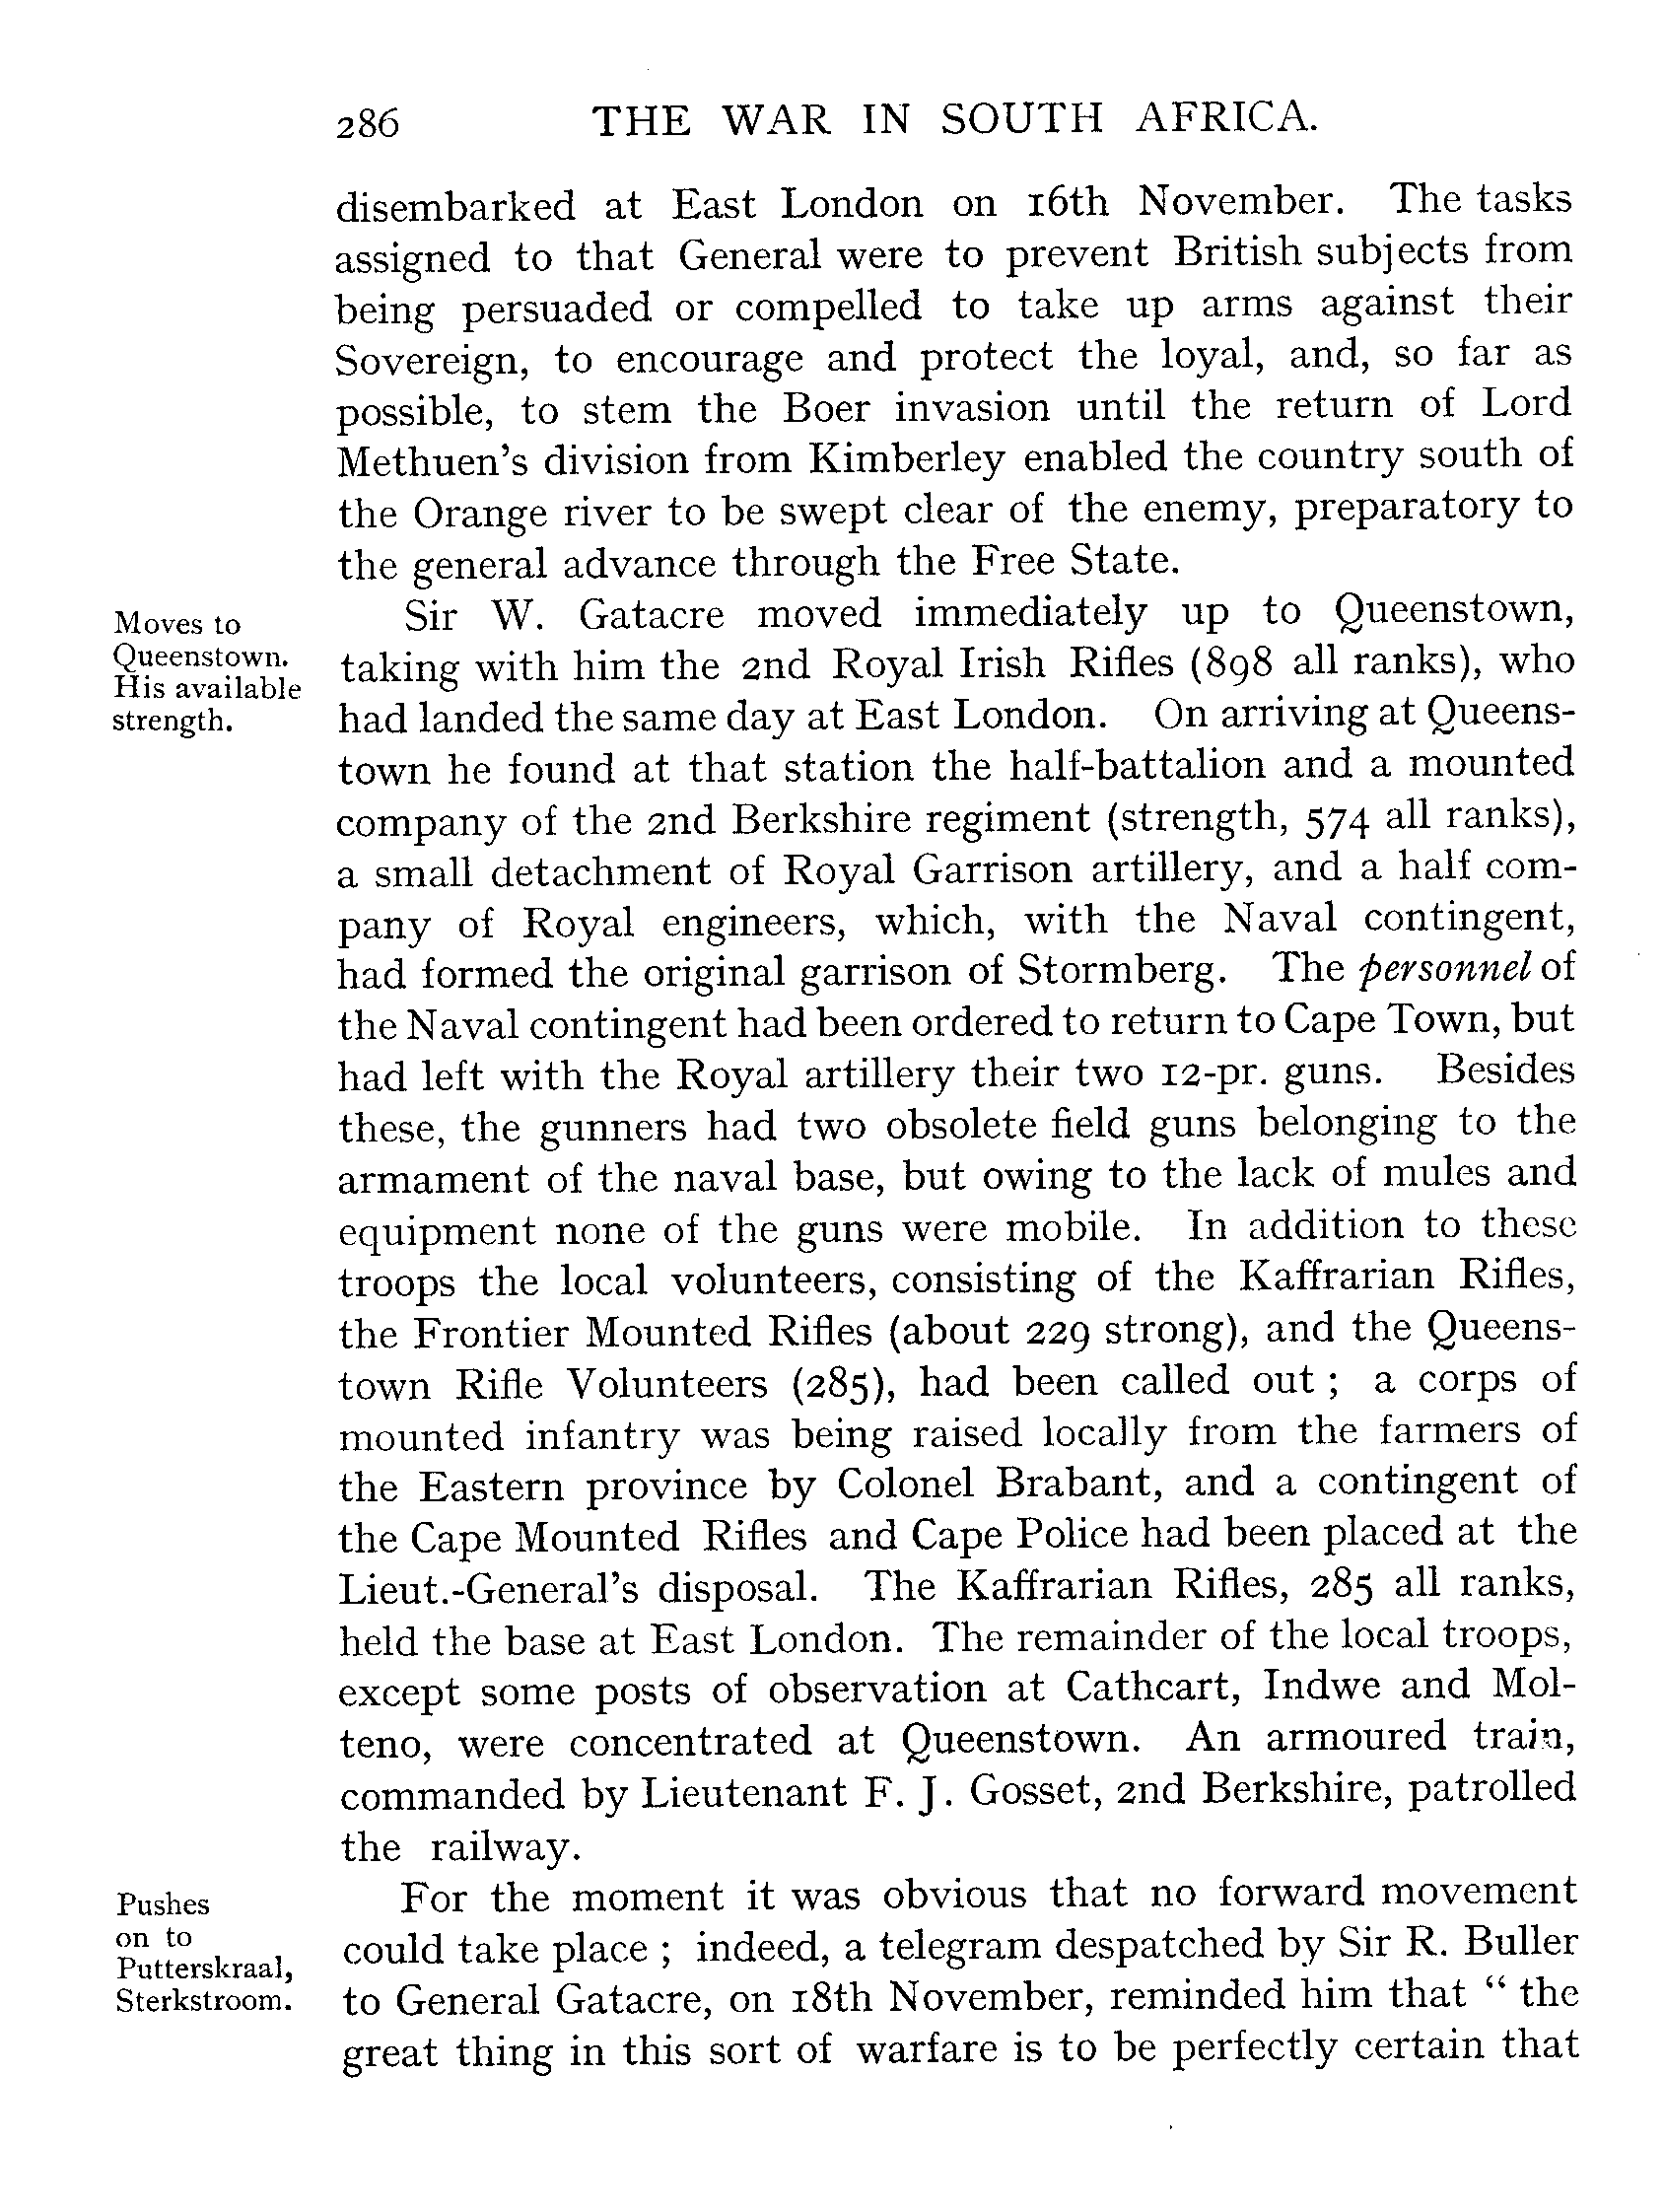 286 THE WAR IN SOUTH AFRICA.
disembarked at East London on 16th November. The tasks
assigned to that General were to prevent British subjects from
being persuaded or compelled to take up arms against their
Sovereign, to encourage and protect the loyal, and, so far as
possible, to stem the Boer invasion until the return of Lord
Methuen's division from Kimberley enabled the country south of
the Orange river to be swept clear of the enemy, preparatory to
the general advance through the Free State.
Moves to
Queenstown.
His available
strength.
Sir W. Gatacre moved immediately up to Queenstown,
taking with him the 2nd Royal Irish Rifles (898 all ranks), who
had landed the same day at East London. On arriving at Queens-
town he found at that station the half-battalion and a mounted
company of the 2nd Berkshire regiment (strength, 574 all ranks),
a small detachment of Royal Garrison artillery, and a half com-
pany of Royal engineers, which, with the Naval contingent,
had formed the original garrison of Stormberg. The personnel of
the Naval contingent had been ordered to return to Cape Town, but
had left with the Royal artillery their two 12-pr. guns. Besides
these, the gunners had two obsolete field guns belonging to the
armament of the naval base, but owing to the lack of mules and
equipment none of the guns were mobile. In addition to these
troops the local volunteers, consisting of the Kaffrarian Rifles,
the Frontier Mounted Rifles (about 229 strong), and the Queens-
town Rifle Volunteers (285), had been called out ; a corps of
mounted infantry was being raised locally from the farmers of
the Eastern province by Colonel Brabant, and a contingent of
the Cape Mounted Rifles and Cape Police had been placed at the
Lieut.-General's disposal. The Kaffrarian Rifles, 285 all ranks,
held the base at East London. The remainder of the local troops,
except some posts of observation at Cathcart, Indwe and Mol-
teno, were concentrated at Queenstown. An armoured train,
commanded by Lieutenant F. J. Gosset, 2nd Berkshire, patrolled
the railway.
Pushes
on to
Putterskraal,
Sterkstroom.
For the moment it was obvious that no forward movement
could take place ; indeed, a telegram despatched by Sir R. Buller
to General Gatacre, on 18th November, reminded him that " the
great thing in this sort of warfare is to be perfectly certain that